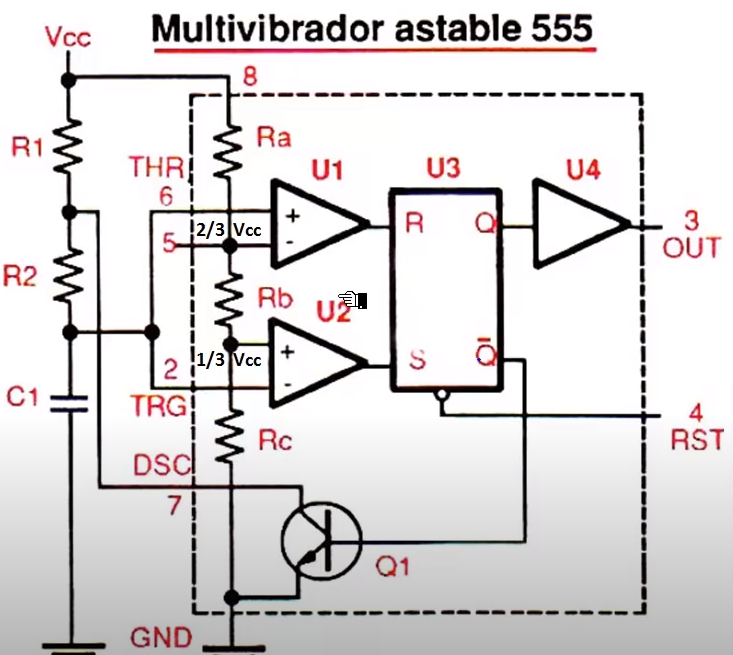 Multivibrador astable 555
Vcc
8
R1
Ra
THR
U1
U3
U4
6
+
R
Q
3
2/3 Vcc
5
-
OUT
R2
Rb
U2
+
1/3 Vcc
S
Q̅
2
-
C1
TRG
4
Rc
RST
DSC
7
Q1
GND